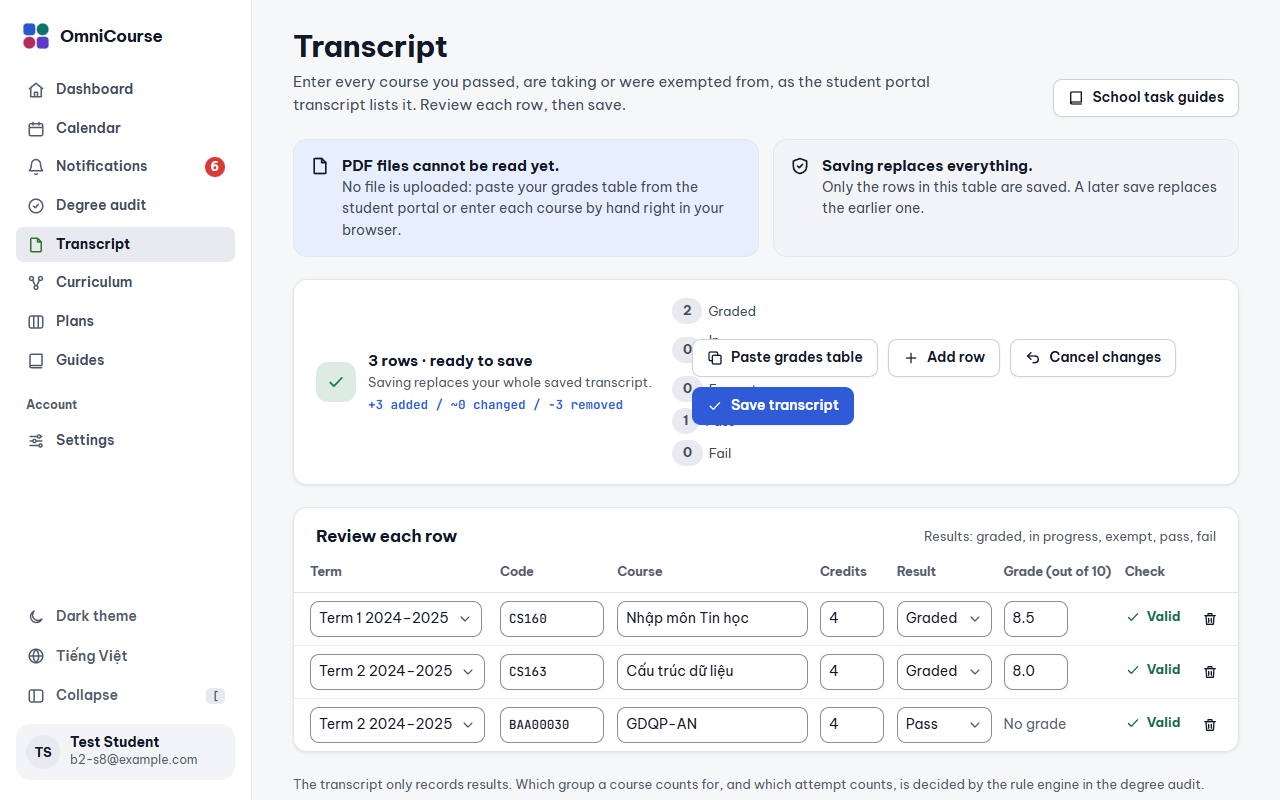 OmniCourse
Dashboard
Calendar
Notifications
6
Degree audit
Transcript
Curriculum
Plans
Guides
Account
Settings
Dark theme
Tiếng Việt
Collapse
[
TS
Test Student
b2-s8@example.com
Transcript
Enter every course you passed, are taking or were exempted from, as the student portal
transcript lists it. Review each row, then save.
School task guides
PDF files cannot be read yet.
No file is uploaded: paste your grades table from the
student portal or enter each course by hand right in your
browser.
Saving replaces everything.
Only the rows in this table are saved. A later save replaces
the earlier one.
3 rows · ready to save
Saving replaces your whole saved transcript.
+3 added / ~0 changed / -3 removed
2 Graded
0
0
1
0 Fail
Paste grades table
Add row
Cancel changes
Save transcript
Review each row
Results: graded, in progress, exempt, pass, fail
Term Code Course Credits Result Grade (out of 10) Check
Term 1 2024–2025 CS160 Nhập môn Tin học 4 Graded 8.5 Valid
Term 2 2024–2025 CS163 Cấu trúc dữ liệu 4 Graded 8.0 Valid
Term 2 2024–2025 BAA00030 GDQP-AN 4 Pass No grade Valid
The transcript only records results. Which group a course counts for, and which attempt counts, is decided by the rule engine in the degree audit.